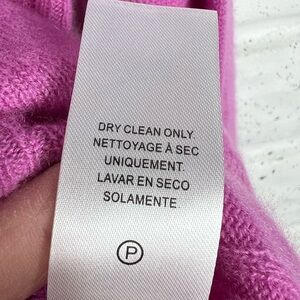 DRY CLEAN ONLY.
NETTOYAGE À SEC
UNIQUEMENT.
LAVAR EN SECO
SOLAMENTE.
P